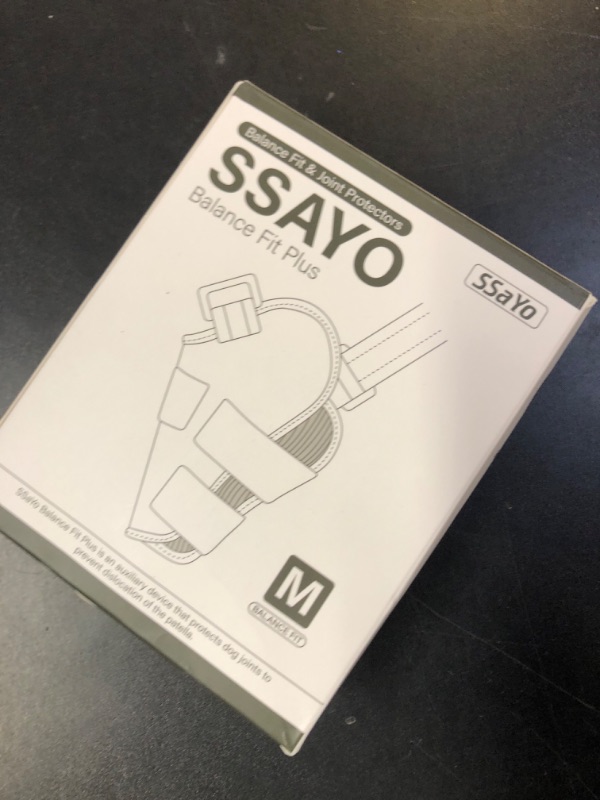 Balance Fit & Joint Protectors
SSAYO
Balance Fit Plus
SSaYo
M
BALANCE FIT
SSaYo Balance Fit Plus is an auxiliary device that protects dog joints to
prevent dislocation of the patella.